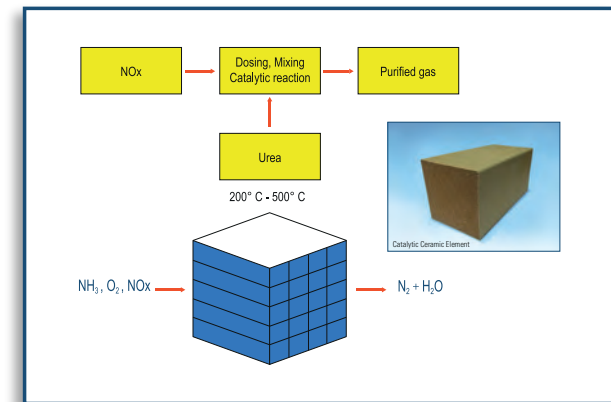 NOx
Dosing, Mixing
Catalytic reaction
Purified gas
Urea
200° C - 500° C
Catalytic Ceramic Element
NH₃ , O₂ , NOx
N₂ + H₂O